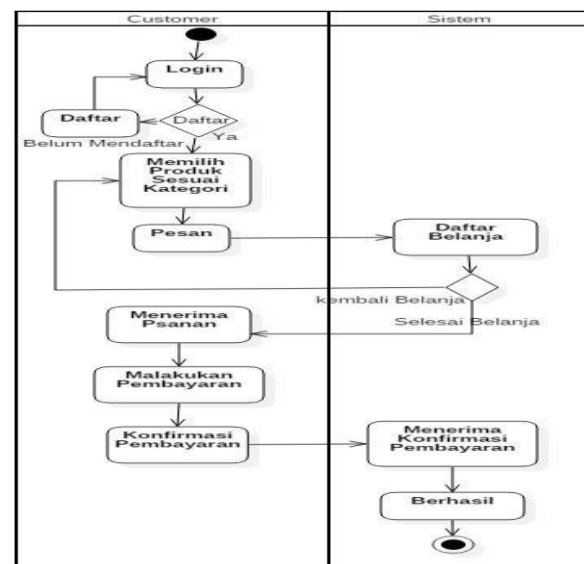 Customer
Sistem
Login
Daftar
Daftar
Belum Mendaftar
Ya
Memilih
Produk
Sesuai
Kategori
Pesan
Daftar
Belanja
kembali Belanja
Selesai Belanja
Menerima
Psanan
Malakukan
Pembayaran
Konfirmasi
Pembayaran
Menerima
Konfirmasi
Pembayaran
Berhasil